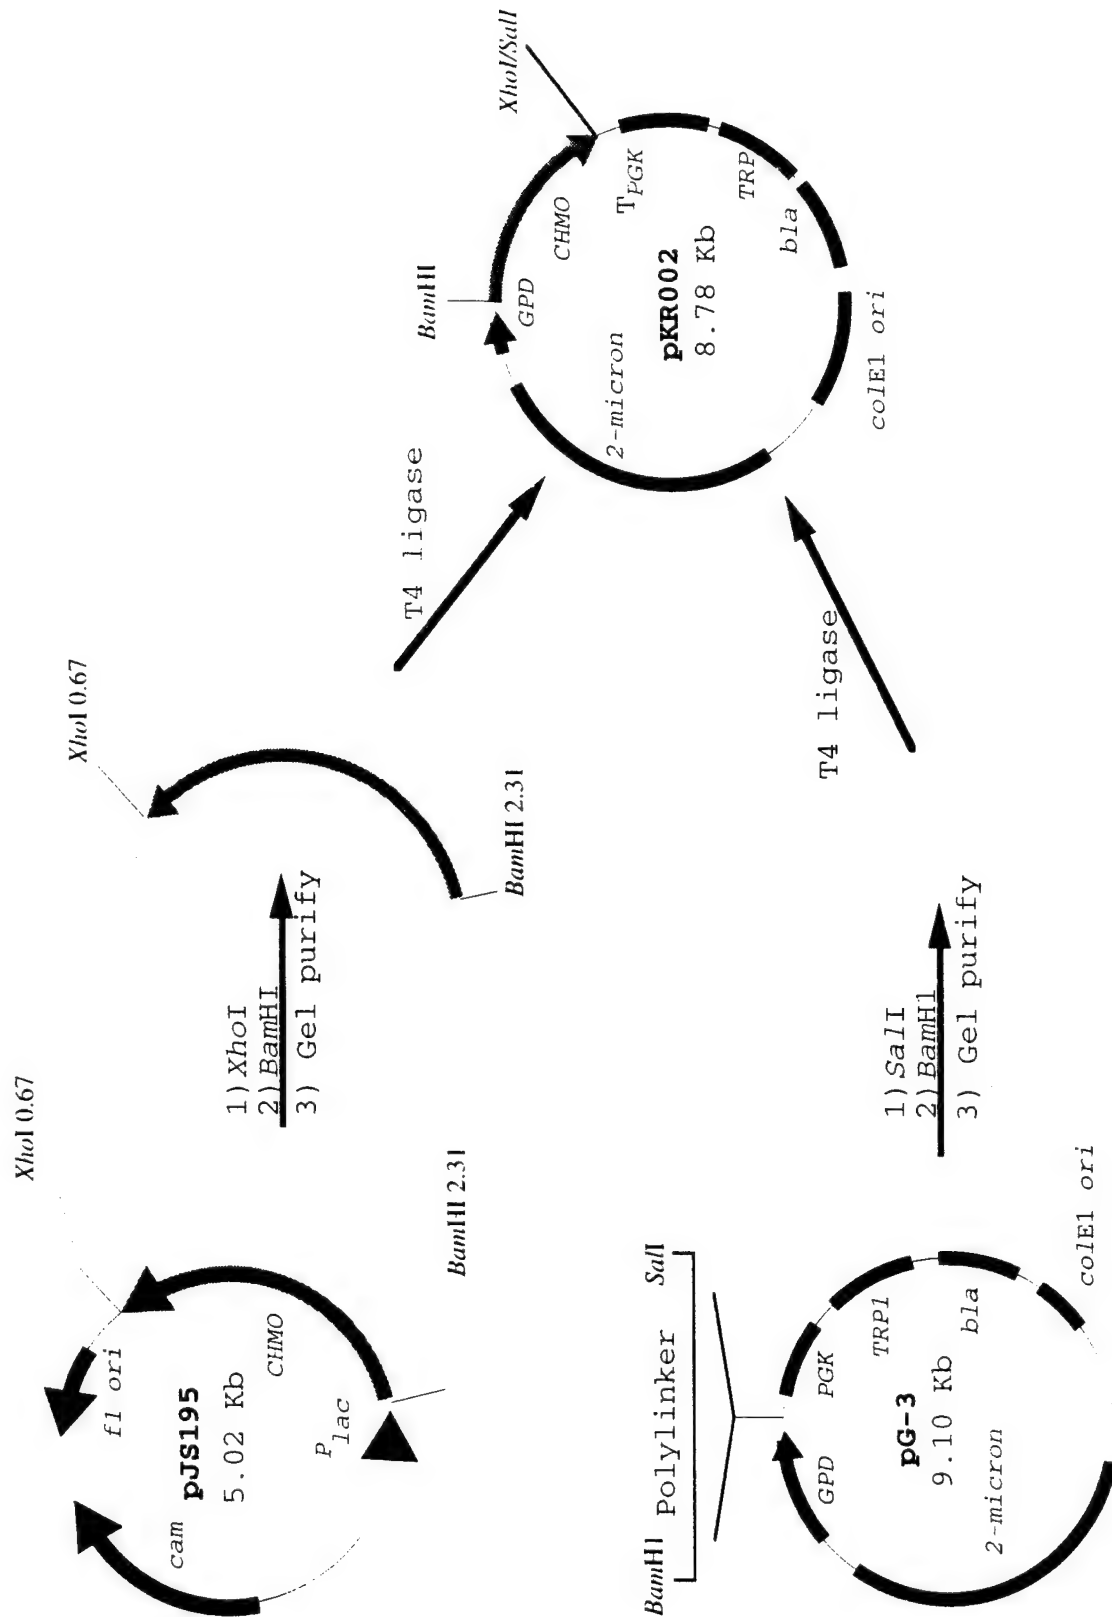 XhoI 0.67
f1 ori
cam
pJS195
5.02 Kb
CHMO
P lac
BamHI 2.31
1) XhoI
2) BamHI
3) Gel purify
XhoI 0.67
BamHI 2.31
T4 ligase
BamHI
XhoI/SalI
GPD
CHMO
TPGK
2-micron
pKR002
8.78 Kb
TRP
bla
colE1 ori
BamHI
Polylinker
SalI
GPD
PGK
TRP1
pG-3
9.10 Kb
bla
2-micron
colE1 ori
1) SalI
2) BamH1
3) Gel purify
T4 ligase